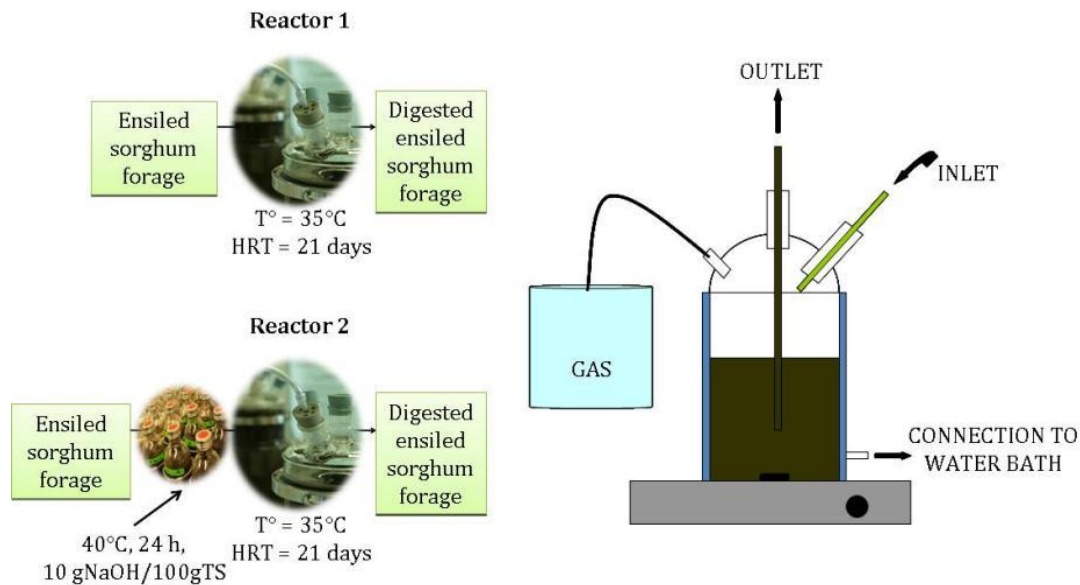 Reactor 1
Ensiled
sorghum
forage
Digested
ensiled
sorghum
forage
T° = 35°C
HRT = 21 days
Reactor 2
Ensiled
sorghum
forage
Digested
ensiled
sorghum
forage
T° = 35°C
HRT = 21 days
40°C, 24 h,
10 gNaOH/100gTS
OUTLET
INLET
GAS
CONNECTION TO
WATER BATH